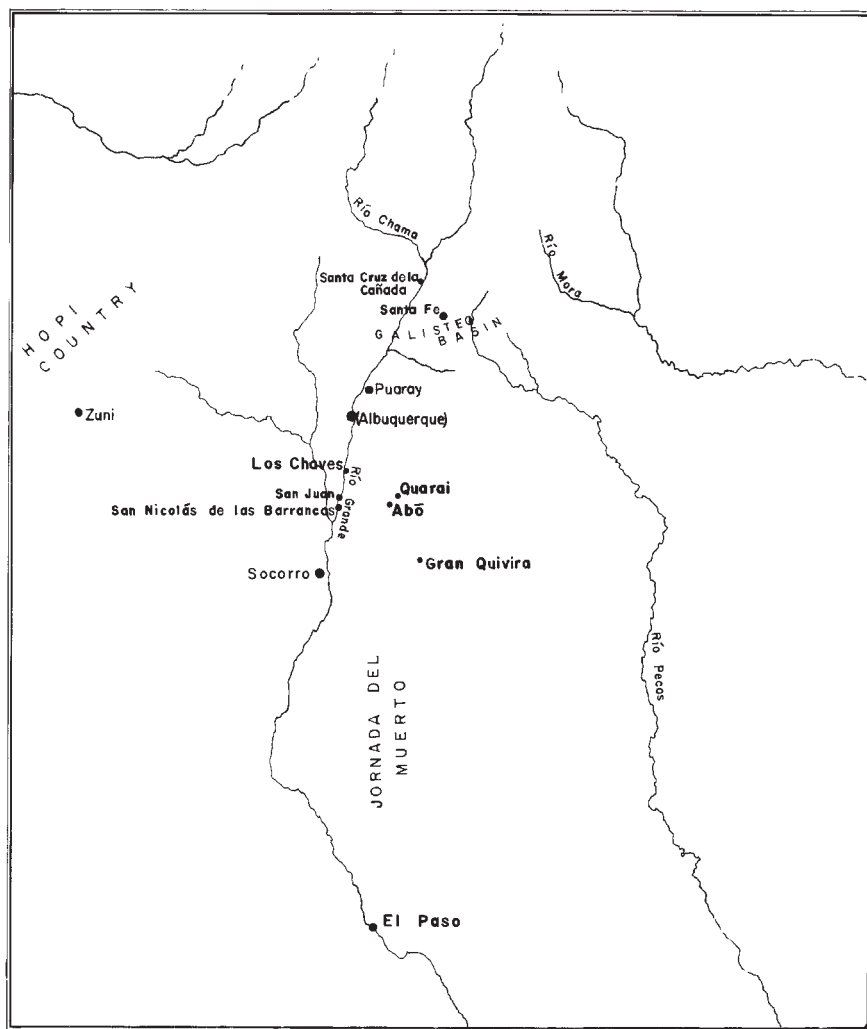 Río Chama
Río Mora
Santa Cruz de la
Cañada
Santa Fe
GALISTEO
BASIN
HOPI
COUNTRY
Puaray
Zuni
(Albuquerque)
Los Chaves
Río Grande
San Juan
Quarai
San Nicolás de las Barrancas
Abó
Gran Quivira
Socorro
Río Pecos
JORNADA DEL
MUERTO
El Paso